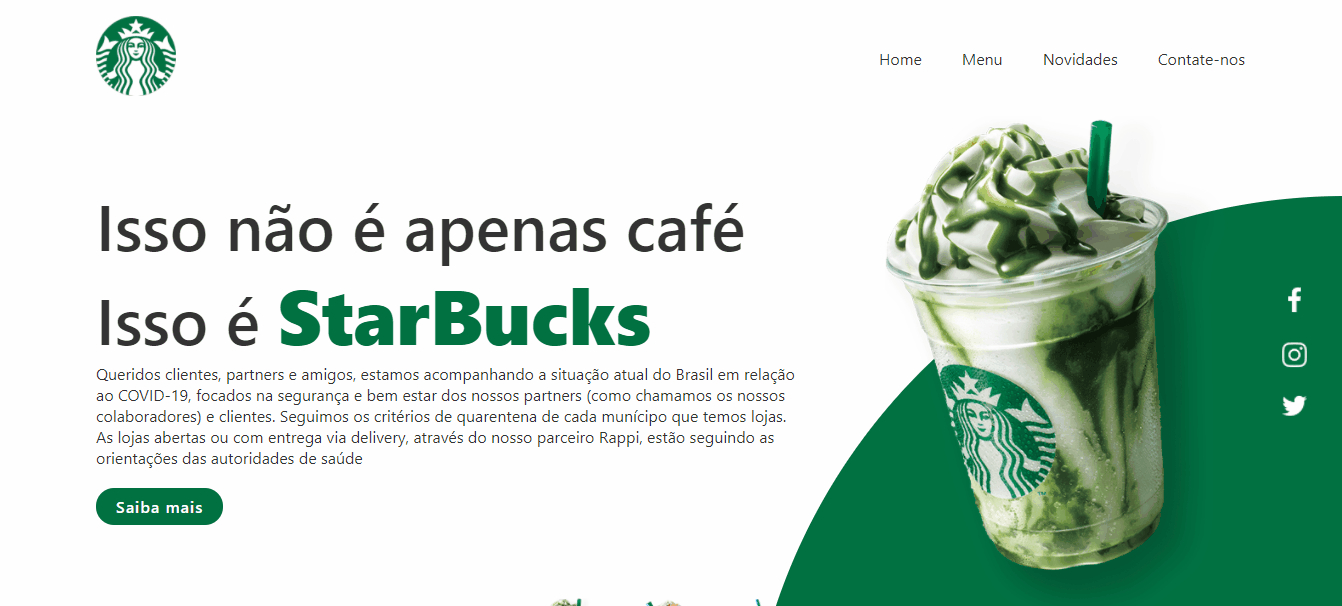 Home Menu Novidades Contate-nos
Isso não é apenas café
Isso é StarBucks
Queridos clientes, partners e amigos, estamos acompanhando a situação atual do Brasil em relação
ao COVID-19, focados na segurança e bem estar dos nossos partners (como chamamos os nossos
colaboradores) e clientes. Seguimos os critérios de quarentena de cada munícipo que temos lojas.
As lojas abertas ou com entrega via delivery, através do nosso parceiro Rappi, estão seguindo as
orientações das autoridades de saúde
Saiba mais